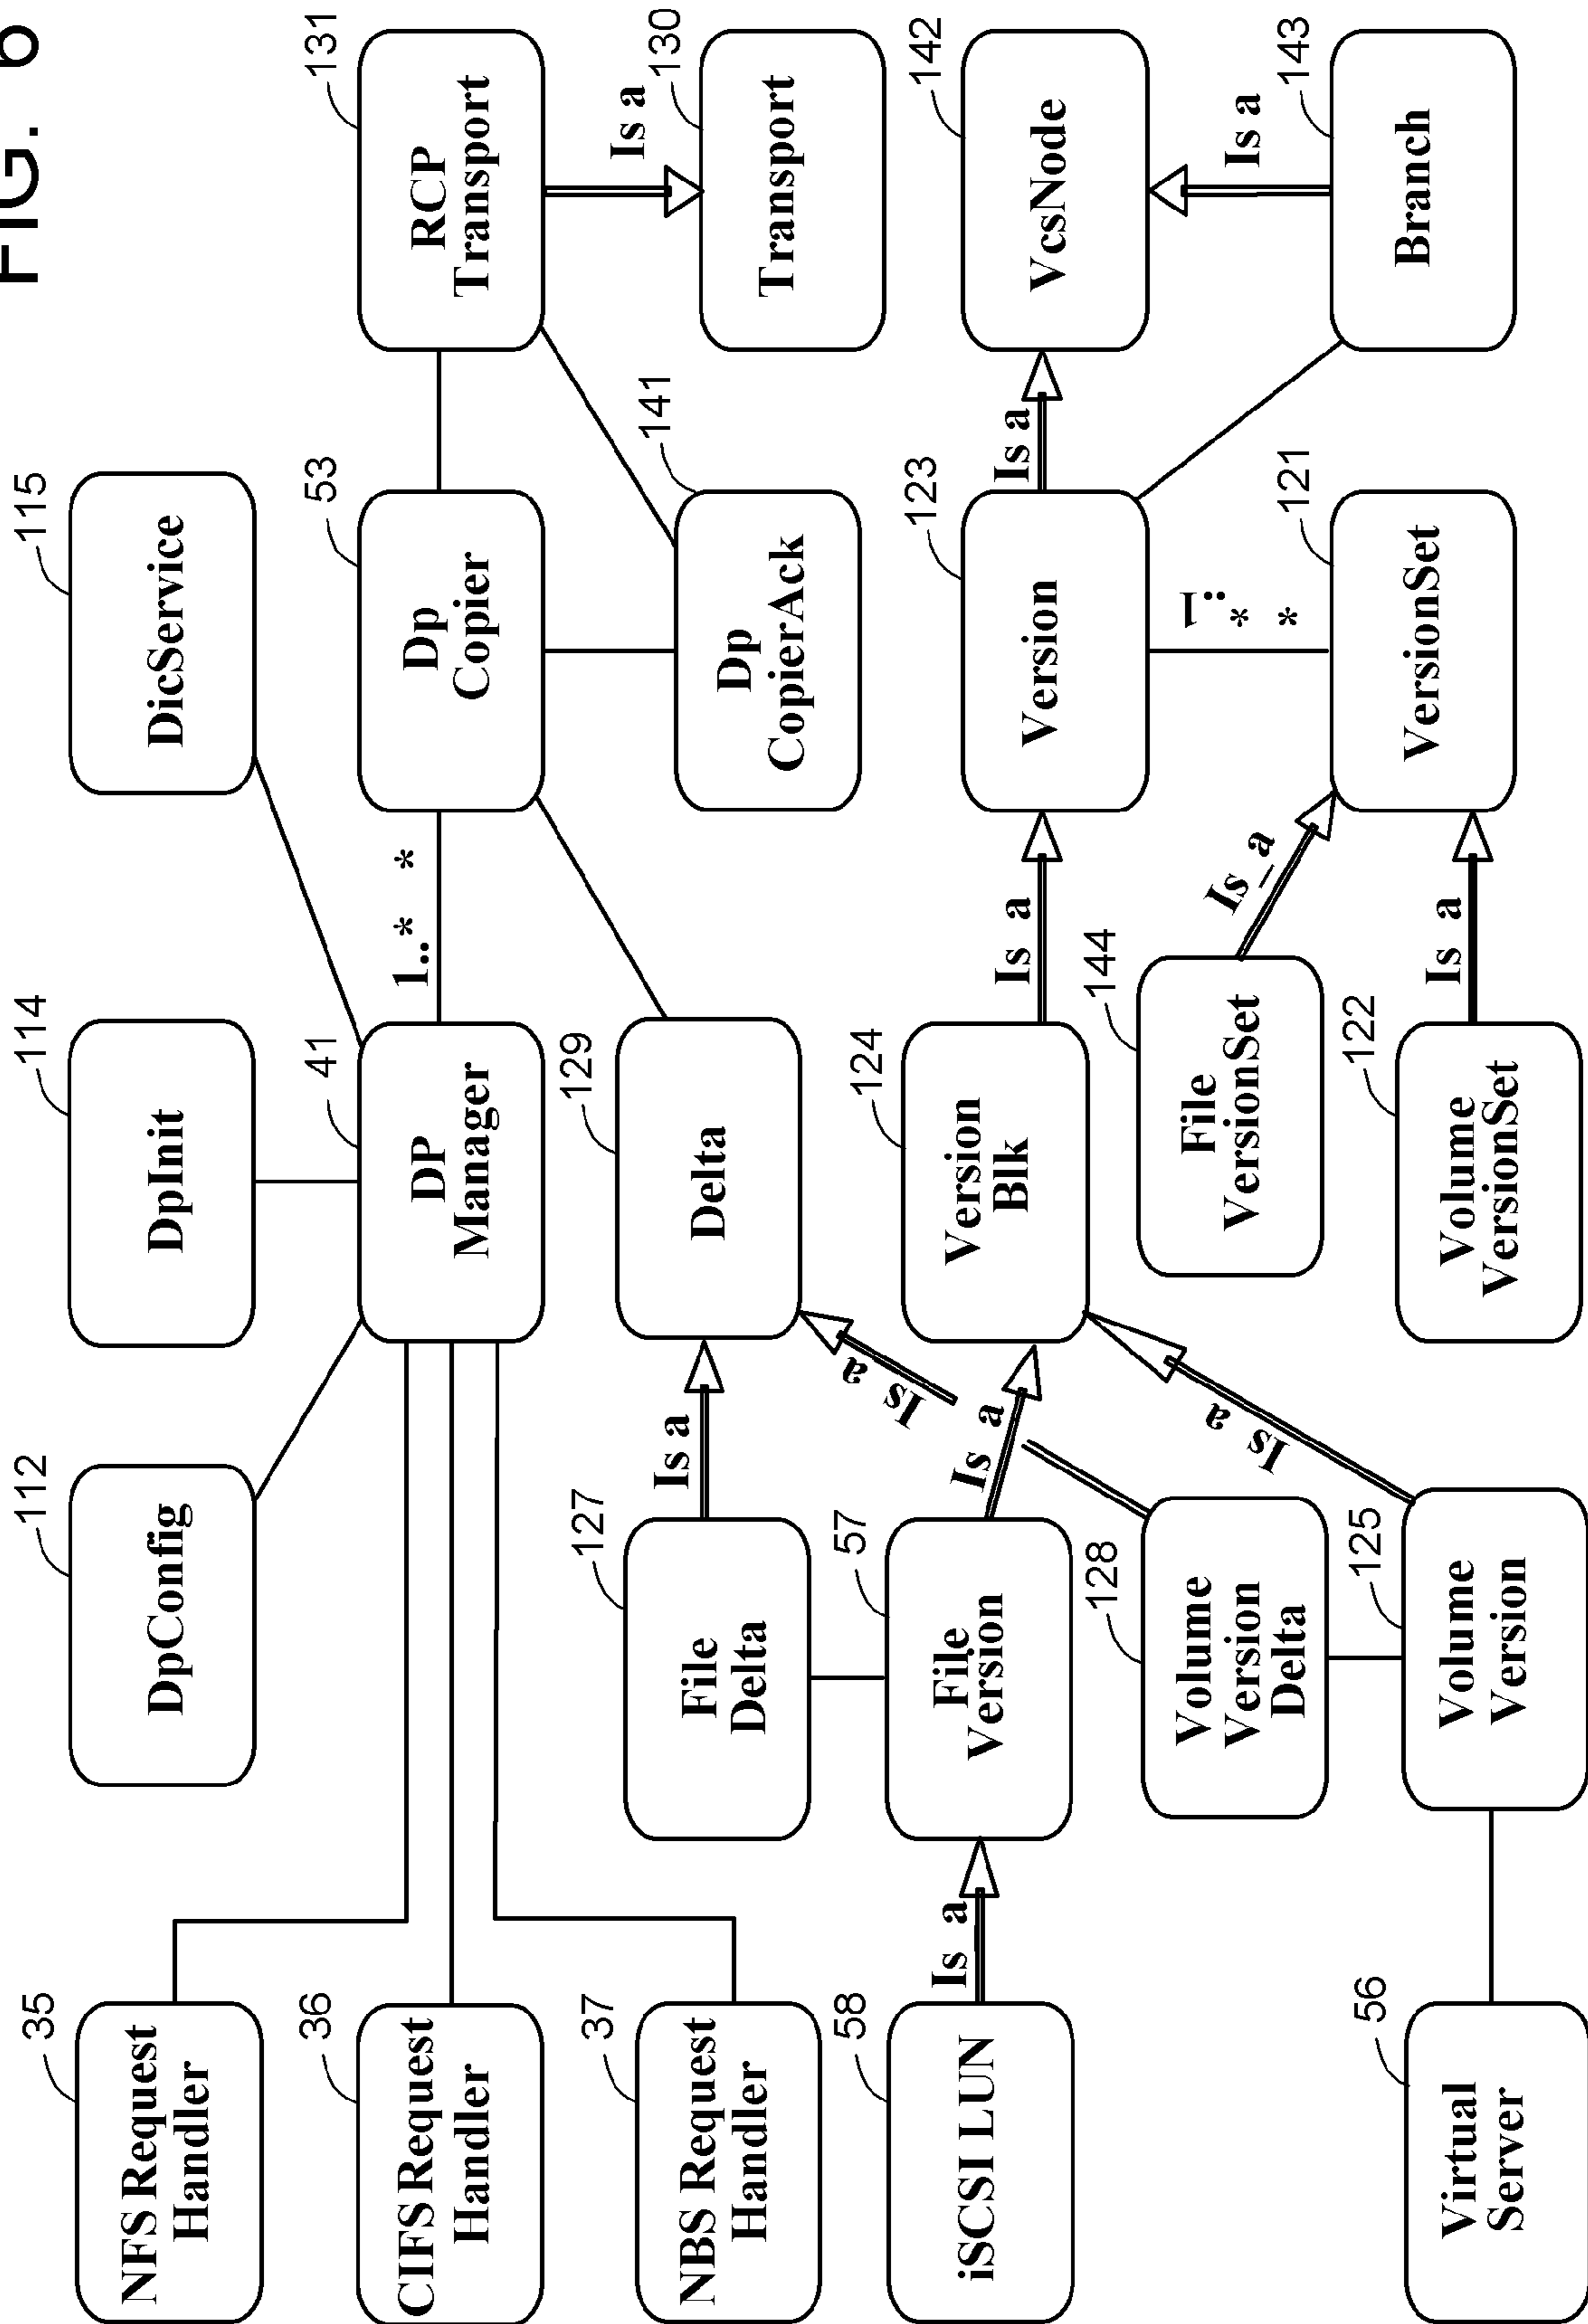 FIG. 6
35
NFS Request
Handler
112
DpConfig
114
DpInit
115
DicService
36
CIFS Request
Handler
41
DP
Manager
1..*
*
53
Dp
Copier
131
RCP
Transport
Is a
37
NBS Request
Handler
127
File
Delta
Is a
129
Delta
Is a
141
Dp
CopierAck
130
Transport
58
iSCSI LUN
Is a
57
File
Version
Is a
124
Version
Blk
Is a
123
Version
Is a
142
VcsNode
Is a
128
Volume
Version
Delta
Is a
144
File
VersionSet
Is_a
1..
*
*
56
Virtual
Server
125
Volume
Version
122
Volume
VersionSet
Is a
121
VersionSet
143
Branch